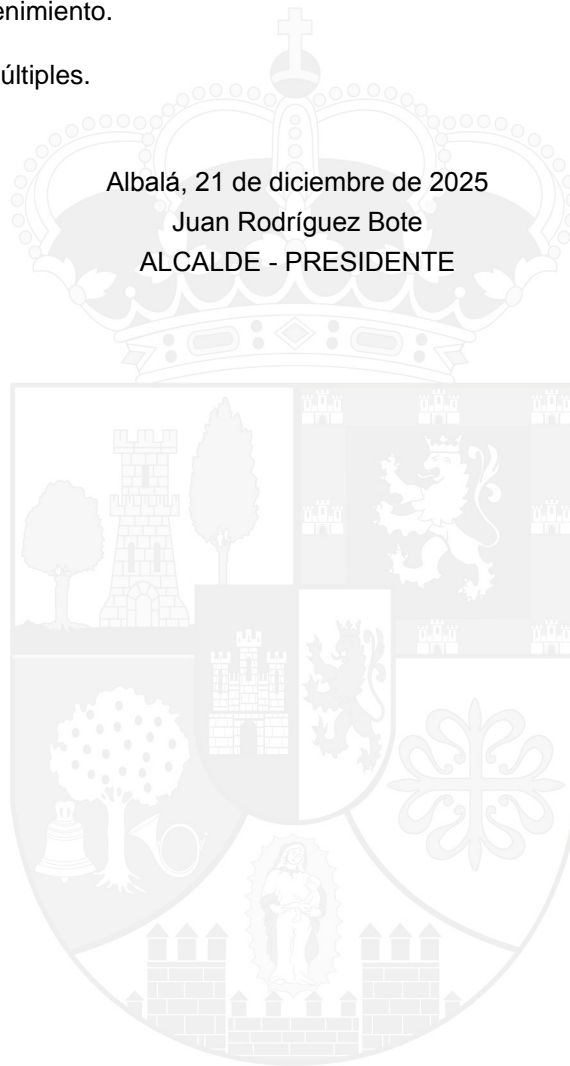 enimiento.
últiples.
Albalá, 21 de diciembre de 2025
Juan Rodríguez Bote
ALCALDE - PRESIDENTE